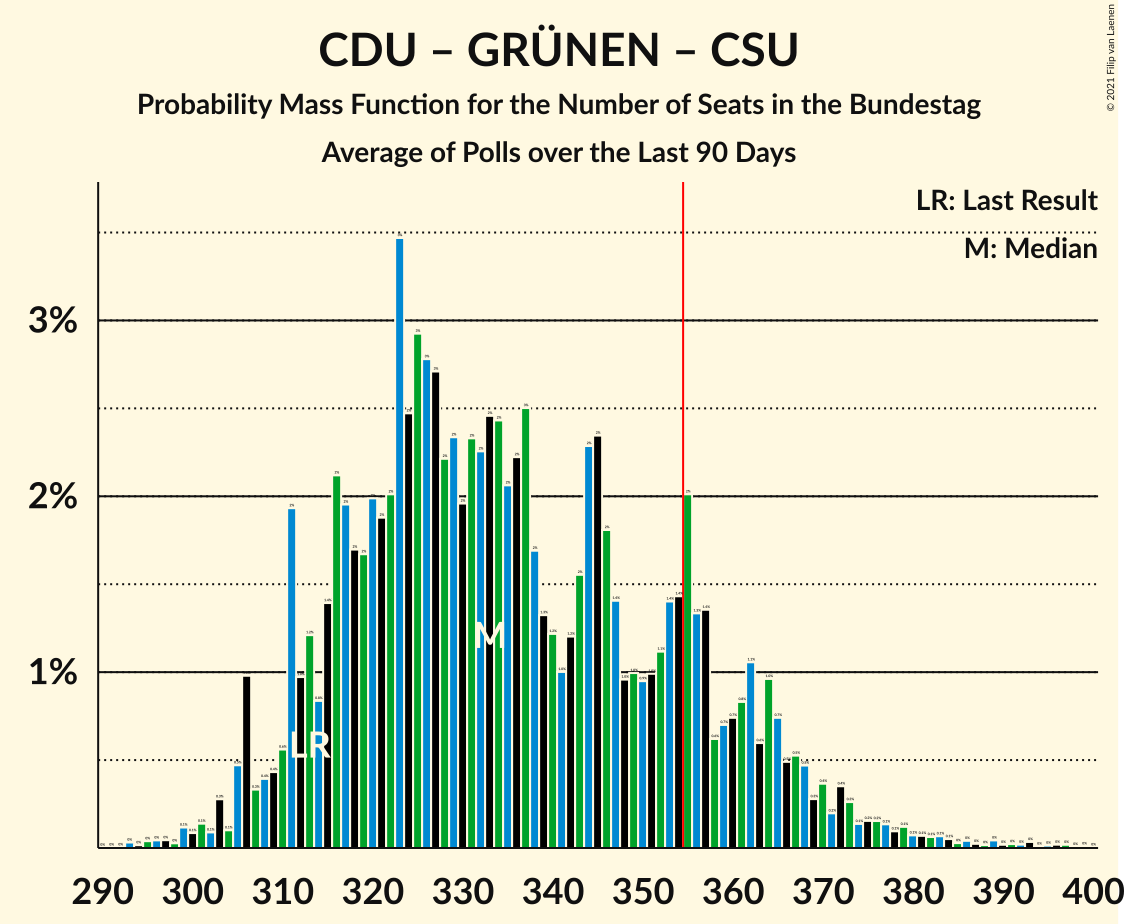 CDU – GRÜNEN – CSU
Probability Mass Function for the Number of Seats in the Bundestag
Average of Polls over the Last 90 Days
© 2021 Filip van Laenen
LR: Last Result
M: Median
3%
2%
1%
LR
M
290 300 310 320 330 340 350 360 370 380 390 400